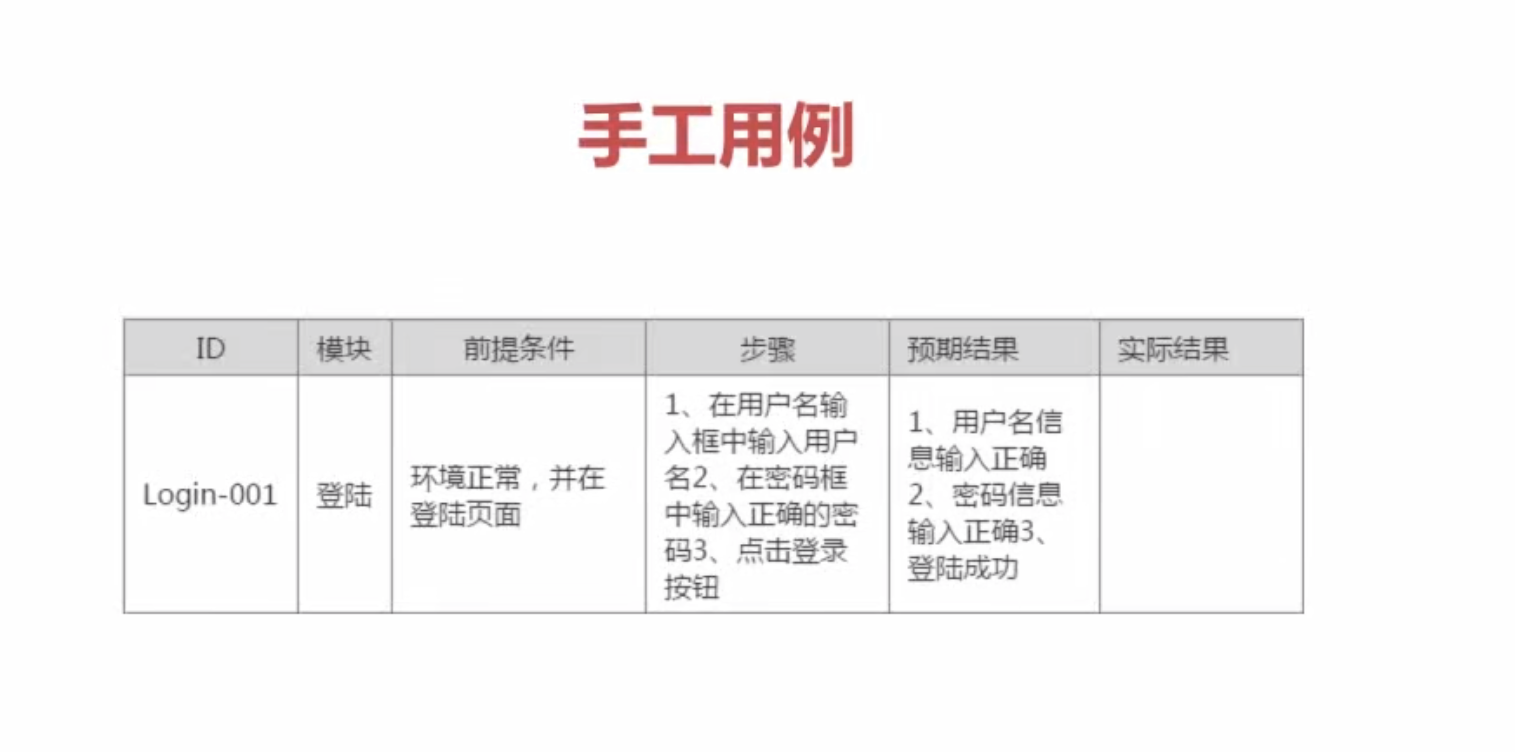 手工用例
ID 模块 前提条件 步骤 预期结果 实际结果
Login-001
登陆
环境正常，并在
登陆页面
1、在用户名输
入框中输入用户
名2、在密码框
中输入正确的密
码3、点击登录
按钮
1、用户名信
息输入正确
2、密码信息
输入正确3、
登陆成功